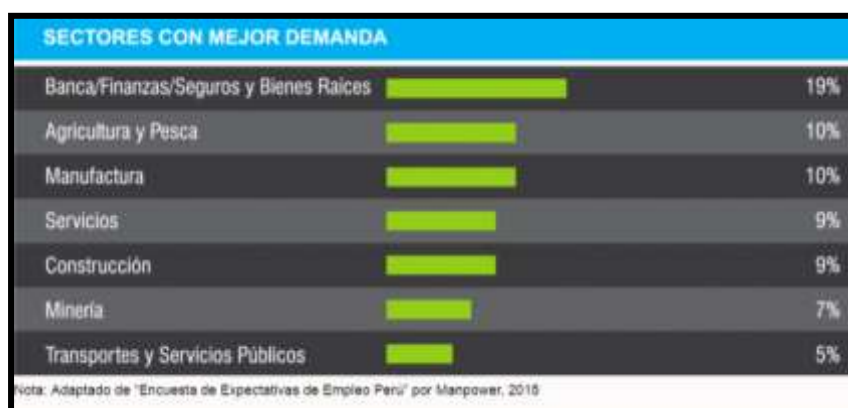 SECTORES CON MEJOR DEMANDA
Banca/Finanzas/Seguros y Bienes Raices 19%
Agricultura y Pesca 10%
Manufactura 10%
Servicios 9%
Construcción 9%
Minería 7%
Transportes y Servicios Públicos 5%
Nota: Adaptado de "Encuesta de Expectativas de Empleo Perú" por Manpower, 2015